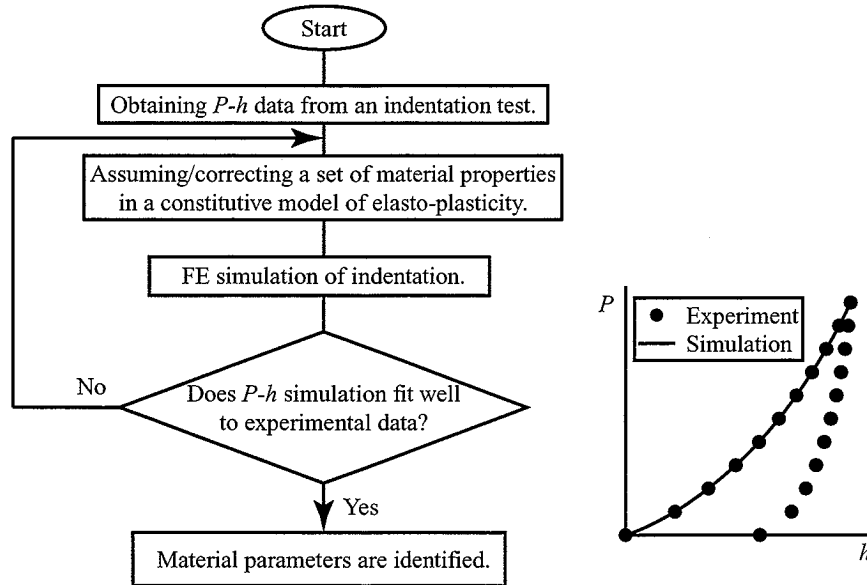 Start
Obtaining P-h data from an indentation test.
Assuming/correcting a set of material properties
in a constitutive model of elasto-plasticity.
FE simulation of indentation.
No
Does P-h simulation fit well
to experimental data?
Yes
Material parameters are identified.
P
Experiment
Simulation
h